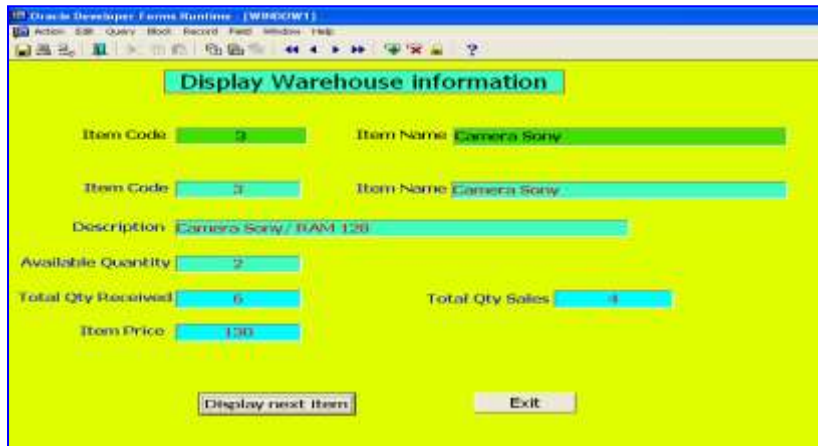 Oracle Developer Forms Runtime - [WINDOW1]
Action Edit Query Block Record Field Window Help
Display Warehouse information
Item Code 3 Item Name Camera Sony
Item Code 3 Item Name Camera Sony
Description Camera Sony / RAM 128
Available Quantity 2
Total Qty Received 6 Total Qty Sales 4
Item Price 130
Display next item Exit